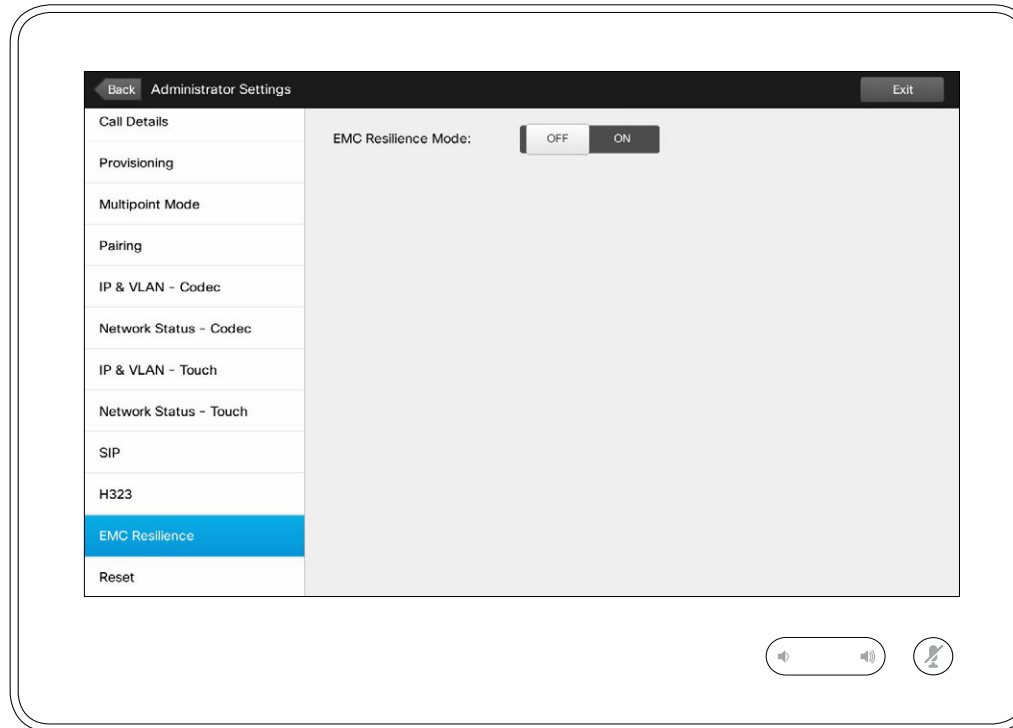 Back Administrator Settings Exit
Call Details
EMC Resilience Mode: OFF ON
Provisioning
Multipoint Mode
Pairing
IP & VLAN - Codec
Network Status - Codec
IP & VLAN - Touch
Network Status - Touch
SIP
H323
EMC Resilience
Reset